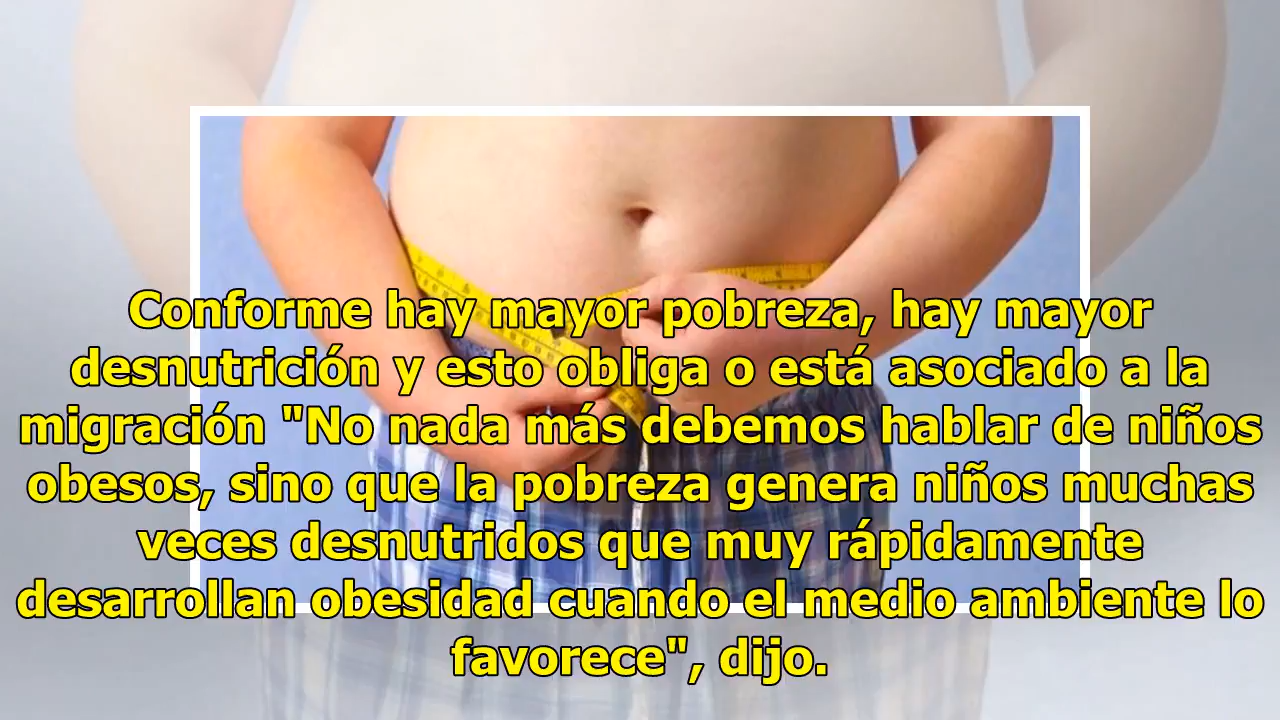 Conforme hay mayor pobreza, hay mayor
desnutrición y esto obliga o está asociado a la
migración "No nada más debemos hablar de niños
obesos, sino que la pobreza genera niños muchas
veces desnutridos que muy rápidamente
desarrollan obesidad cuando el medio ambiente lo
favorece", dijo.